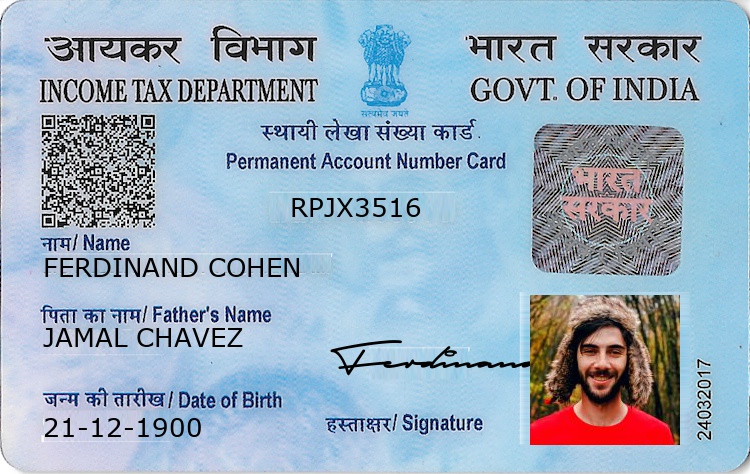 आयकर विभाग
INCOME TAX DEPARTMENT
सत्यमेव जयते
भारत सरकार
GOVT. OF INDIA
स्थायी लेखा संख्या कार्ड
Permanent Account Number Card
RPJX3516
भारत
सरकार
नाम/ Name
FERDINAND COHEN
पिता का नाम/ Father's Name
JAMAL CHAVEZ
जन्म की तारीख / Date of Birth
21-12-1900
Ferdinand
हस्ताक्षर/ Signature
24032017